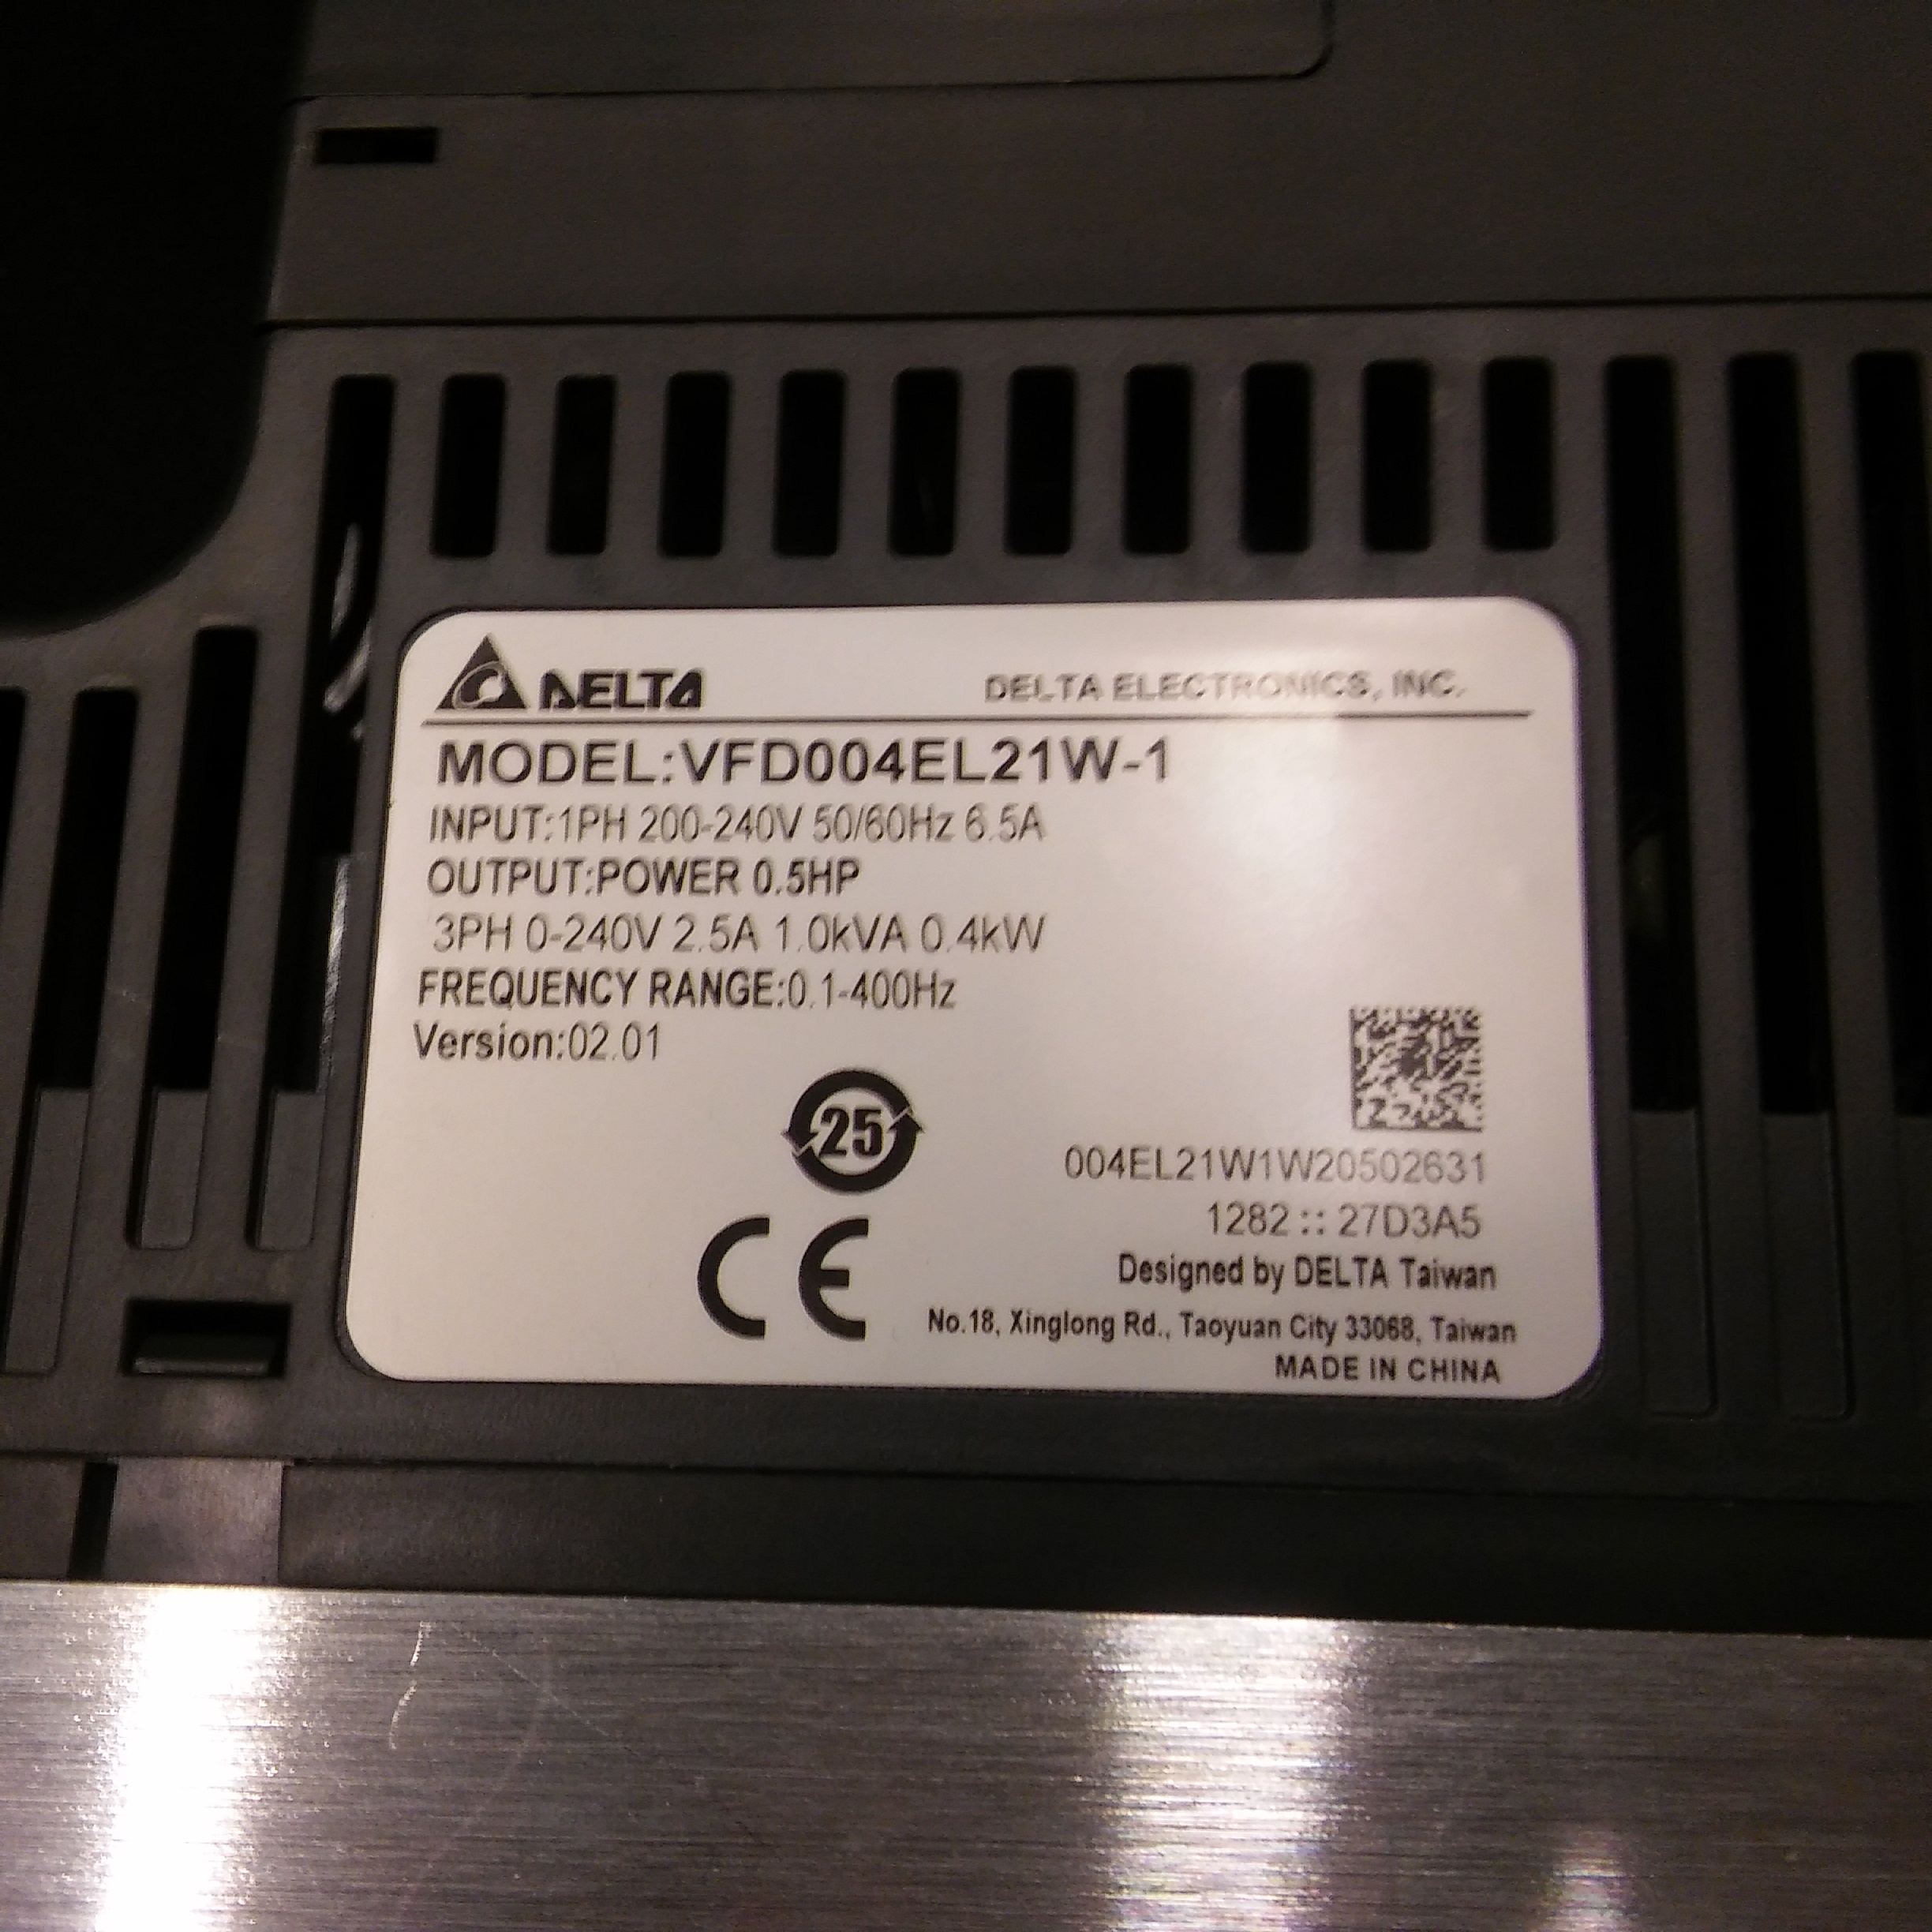 DELTA DELTA ELECTRONICS, INC.
MODEL:VFD004EL21W-1
INPUT:1PH 200-240V 50/60Hz 6.5A
OUTPUT:POWER 0.5HP
3PH 0-240V 2.5A 1.0kVA 0.4kW
FREQUENCY RANGE:0.1-400Hz
Version:02.01
25
004EL21W1W20502631
1282 :: 27D3A5
CE
Designed by DELTA Taiwan
No.18, Xinglong Rd., Taoyuan City 33068, Taiwan
MADE IN CHINA